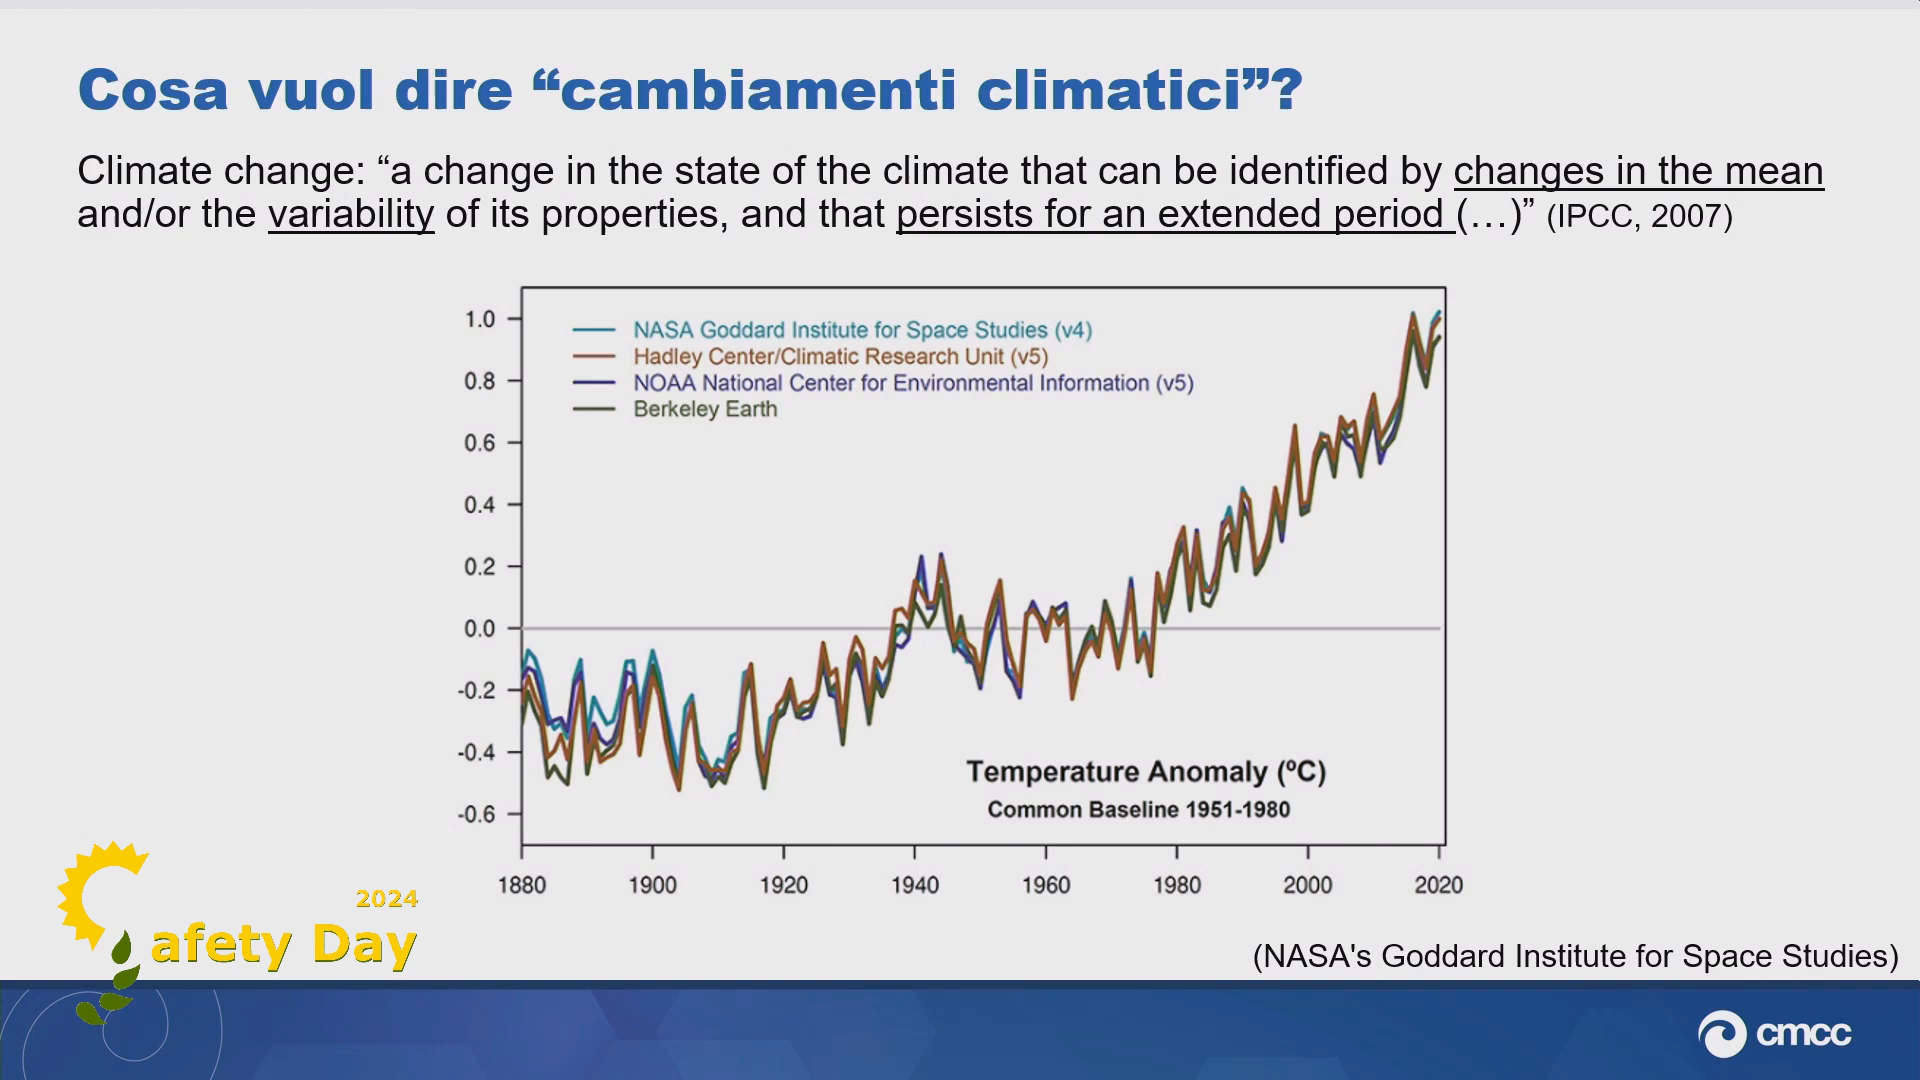 Cosa vuol dire “cambiamenti climatici”?
Climate change: “a change in the state of the climate that can be identified by changes in the mean
and/or the variability of its properties, and that persists for an extended period (…)” (IPCC, 2007)
1.0
0.8
0.6
0.4
0.2
0.0
-0.2
-0.4
-0.6
NASA Goddard Institute for Space Studies (v4)
Hadley Center/Climatic Research Unit (v5)
NOAA National Center for Environmental Information (v5)
Berkeley Earth
Temperature Anomaly (ºC)
Common Baseline 1951-1980
1880 1900 1920 1940 1960 1980 2000 2020
2024
afety Day
(NASA's Goddard Institute for Space Studies)
cmcc